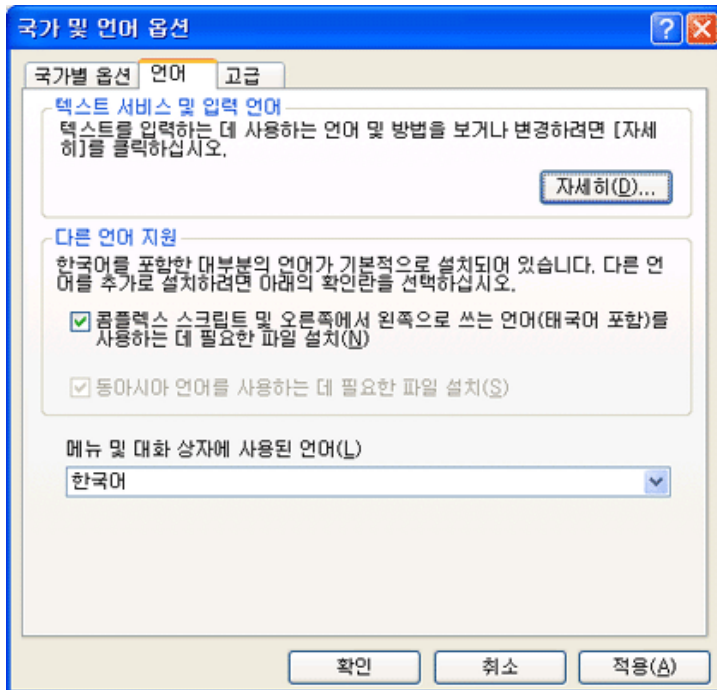 국가 및 언어 옵션
국가별 옵션 언어 고급
텍스트 서비스 및 입력 언어
텍스트를 입력하는 데 사용하는 언어 및 방법을 보거나 변경하려면 [자세
히]를 클릭하십시오.
자세히(D)...
다른 언어 지원
한국어를 포함한 대부분의 언어가 기본적으로 설치되어 있습니다. 다른 언
어를 추가로 설치하려면 아래의 확인란을 선택하십시오.
콤플렉스 스크립트 및 오른쪽에서 왼쪽으로 쓰는 언어(태국어 포함)를
사용하는 데 필요한 파일 설치(N)
동아시아 언어를 사용하는 데 필요한 파일 설치(S)
메뉴 및 대화 상자에 사용된 언어(L)
한국어
확인 취소 적용(A)